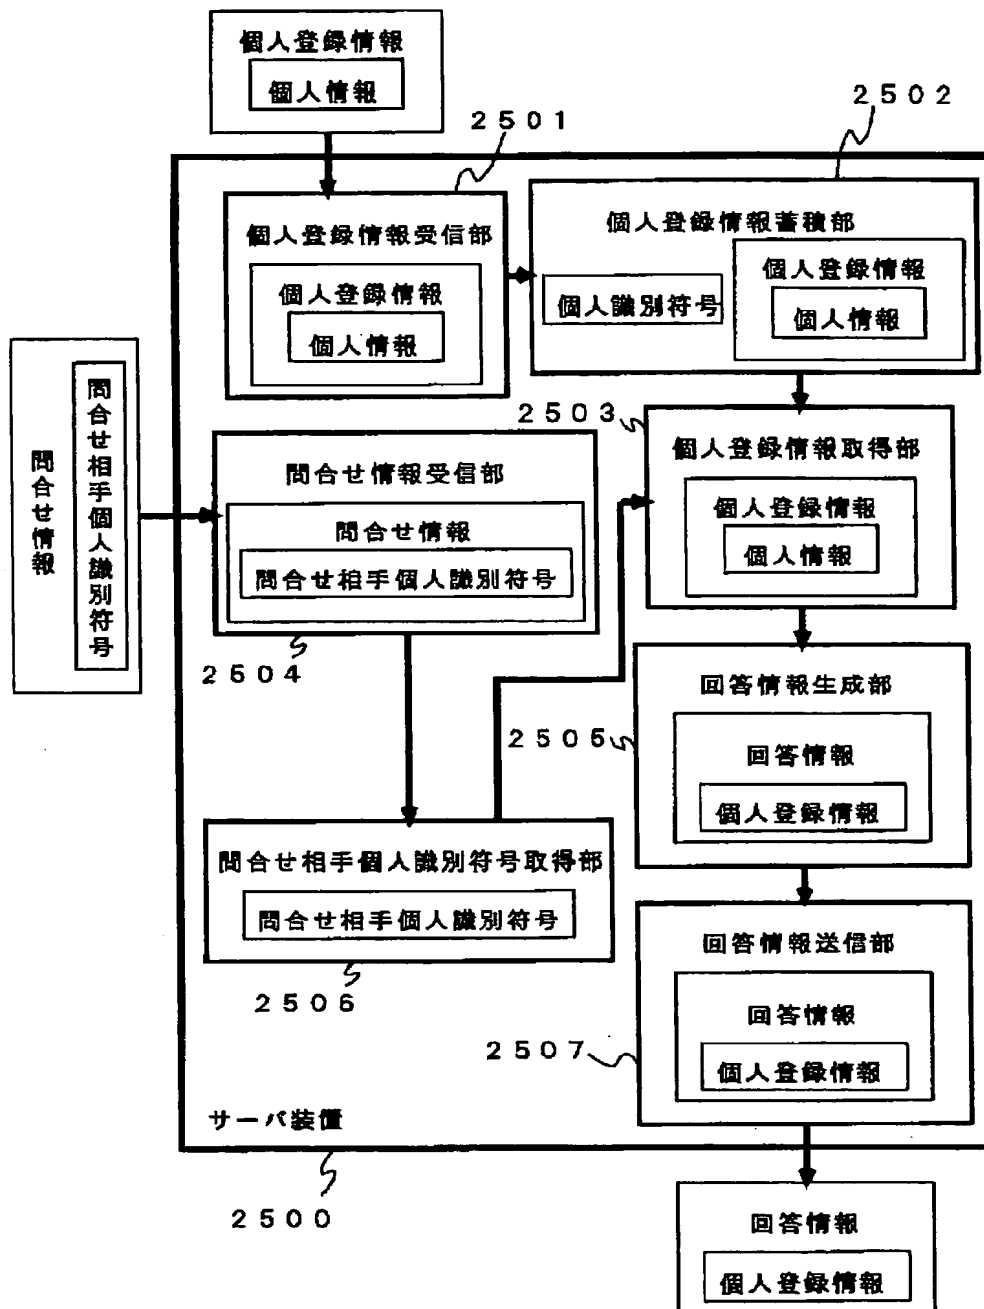 個人登録情報
個人情報
2501
2502
個人登録情報受信部
個人登録情報
個人情報
個人登録情報蓄積部
個人識別符号
個人登録情報
個人情報
問合せ情報
問合せ相手個人識別符号
2503
個人登録情報取得部
個人登録情報
個人情報
問合せ情報受信部
問合せ情報
問合せ相手個人識別符号
2504
2505
回答情報生成部
回答情報
個人登録情報
問合せ相手個人識別符号取得部
問合せ相手個人識別符号
2506
2507
回答情報送信部
回答情報
個人登録情報
サーバ装置
2500
回答情報
個人登録情報